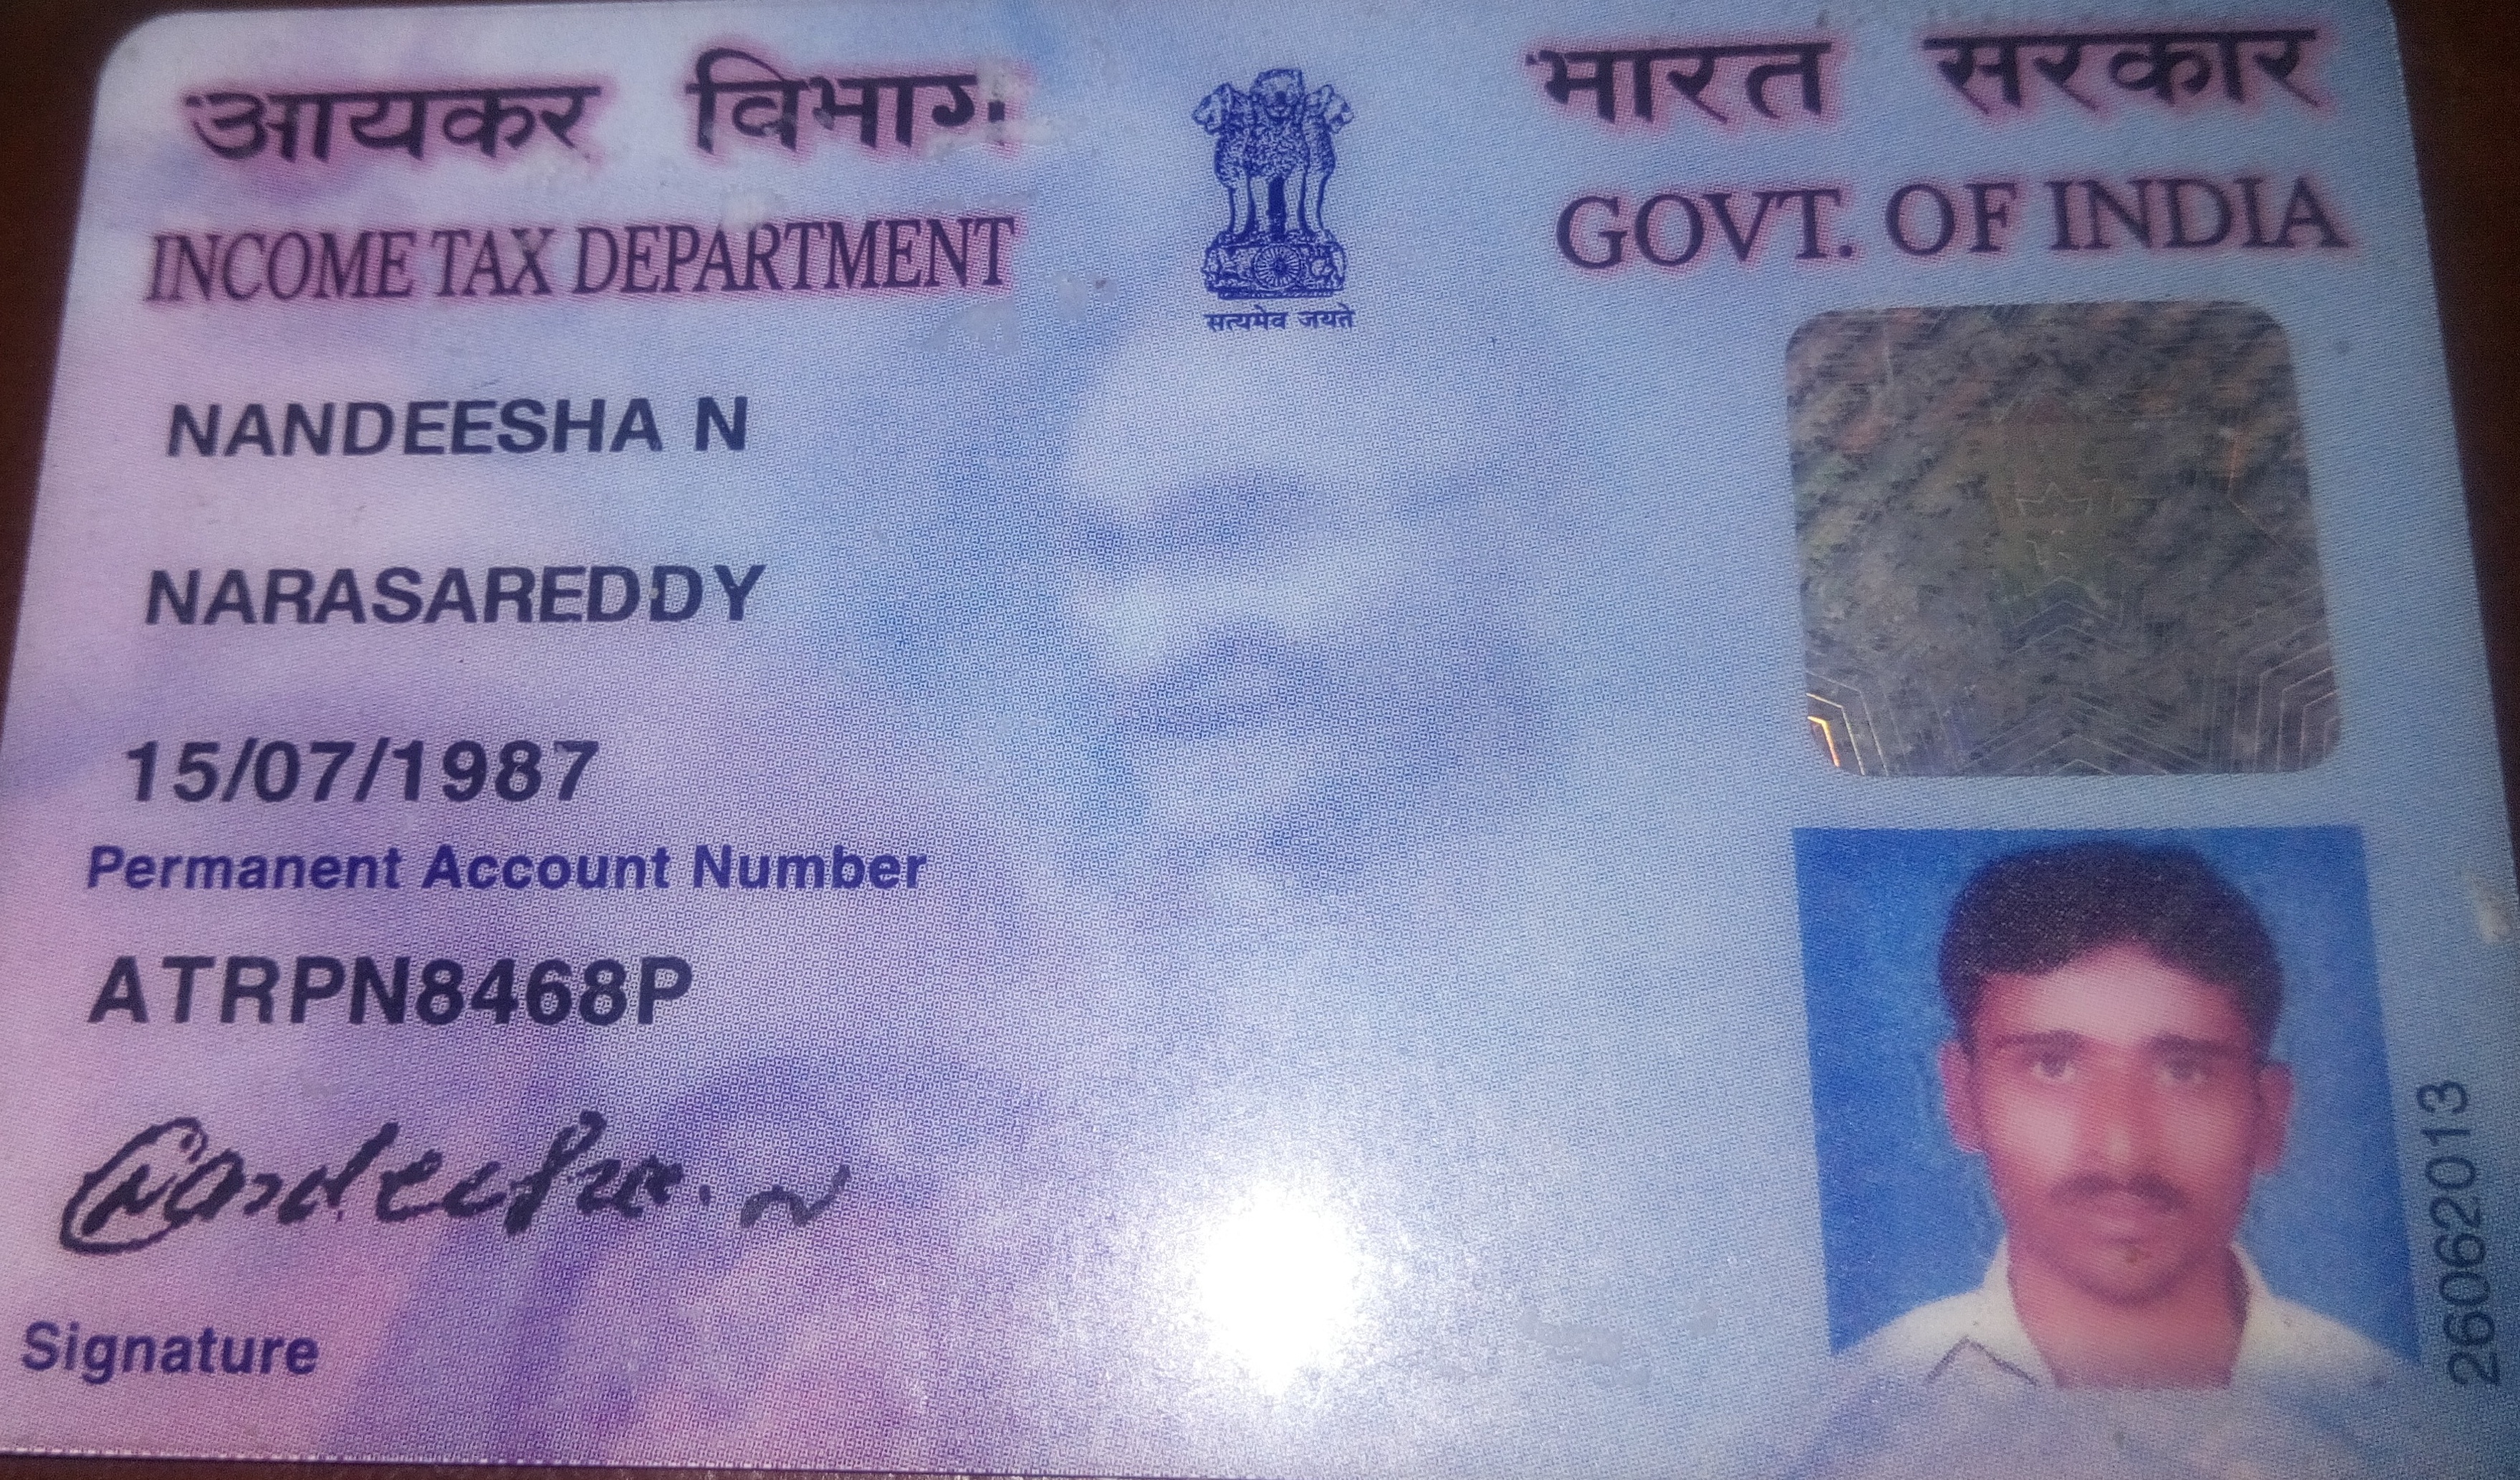 आयकर विभाग
INCOME TAX DEPARTMENT
सत्यमेव जयते
भारत सरकार
GOVT. OF INDIA
NANDEESHA N
NARASAREDDY
15/07/1987
Permanent Account Number
ATRPN8468P
Nandeesha. N
Signature
26062013